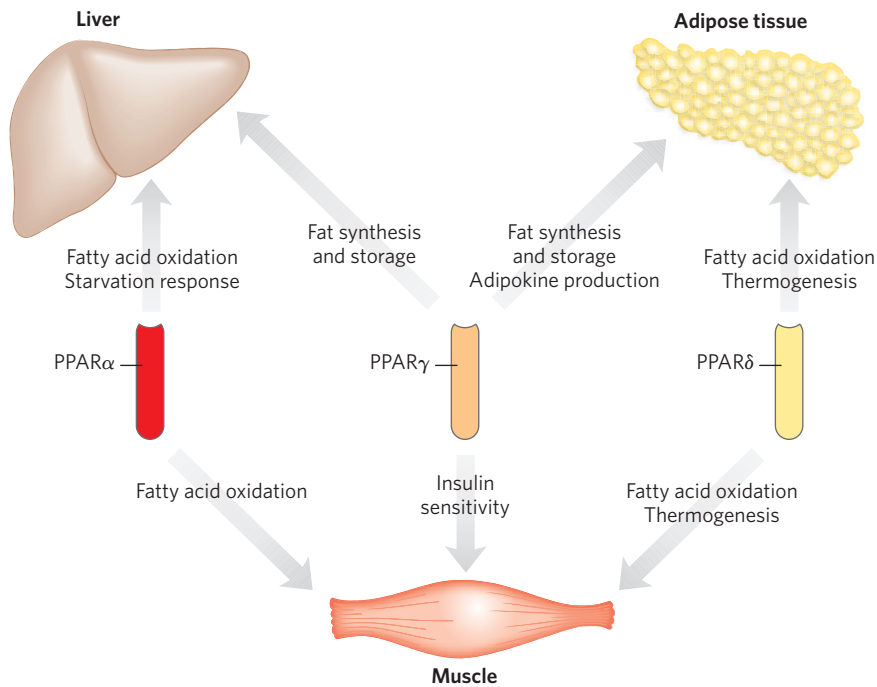 Liver
Adipose tissue
Fatty acid oxidation
Starvation response
Fat synthesis
and storage
Fat synthesis
and storage
Adipokine production
Fatty acid oxidation
Thermogenesis
PPARα
PPARγ
PPARδ
Fatty acid oxidation
Insulin
sensitivity
Fatty acid oxidation
Thermogenesis
Muscle